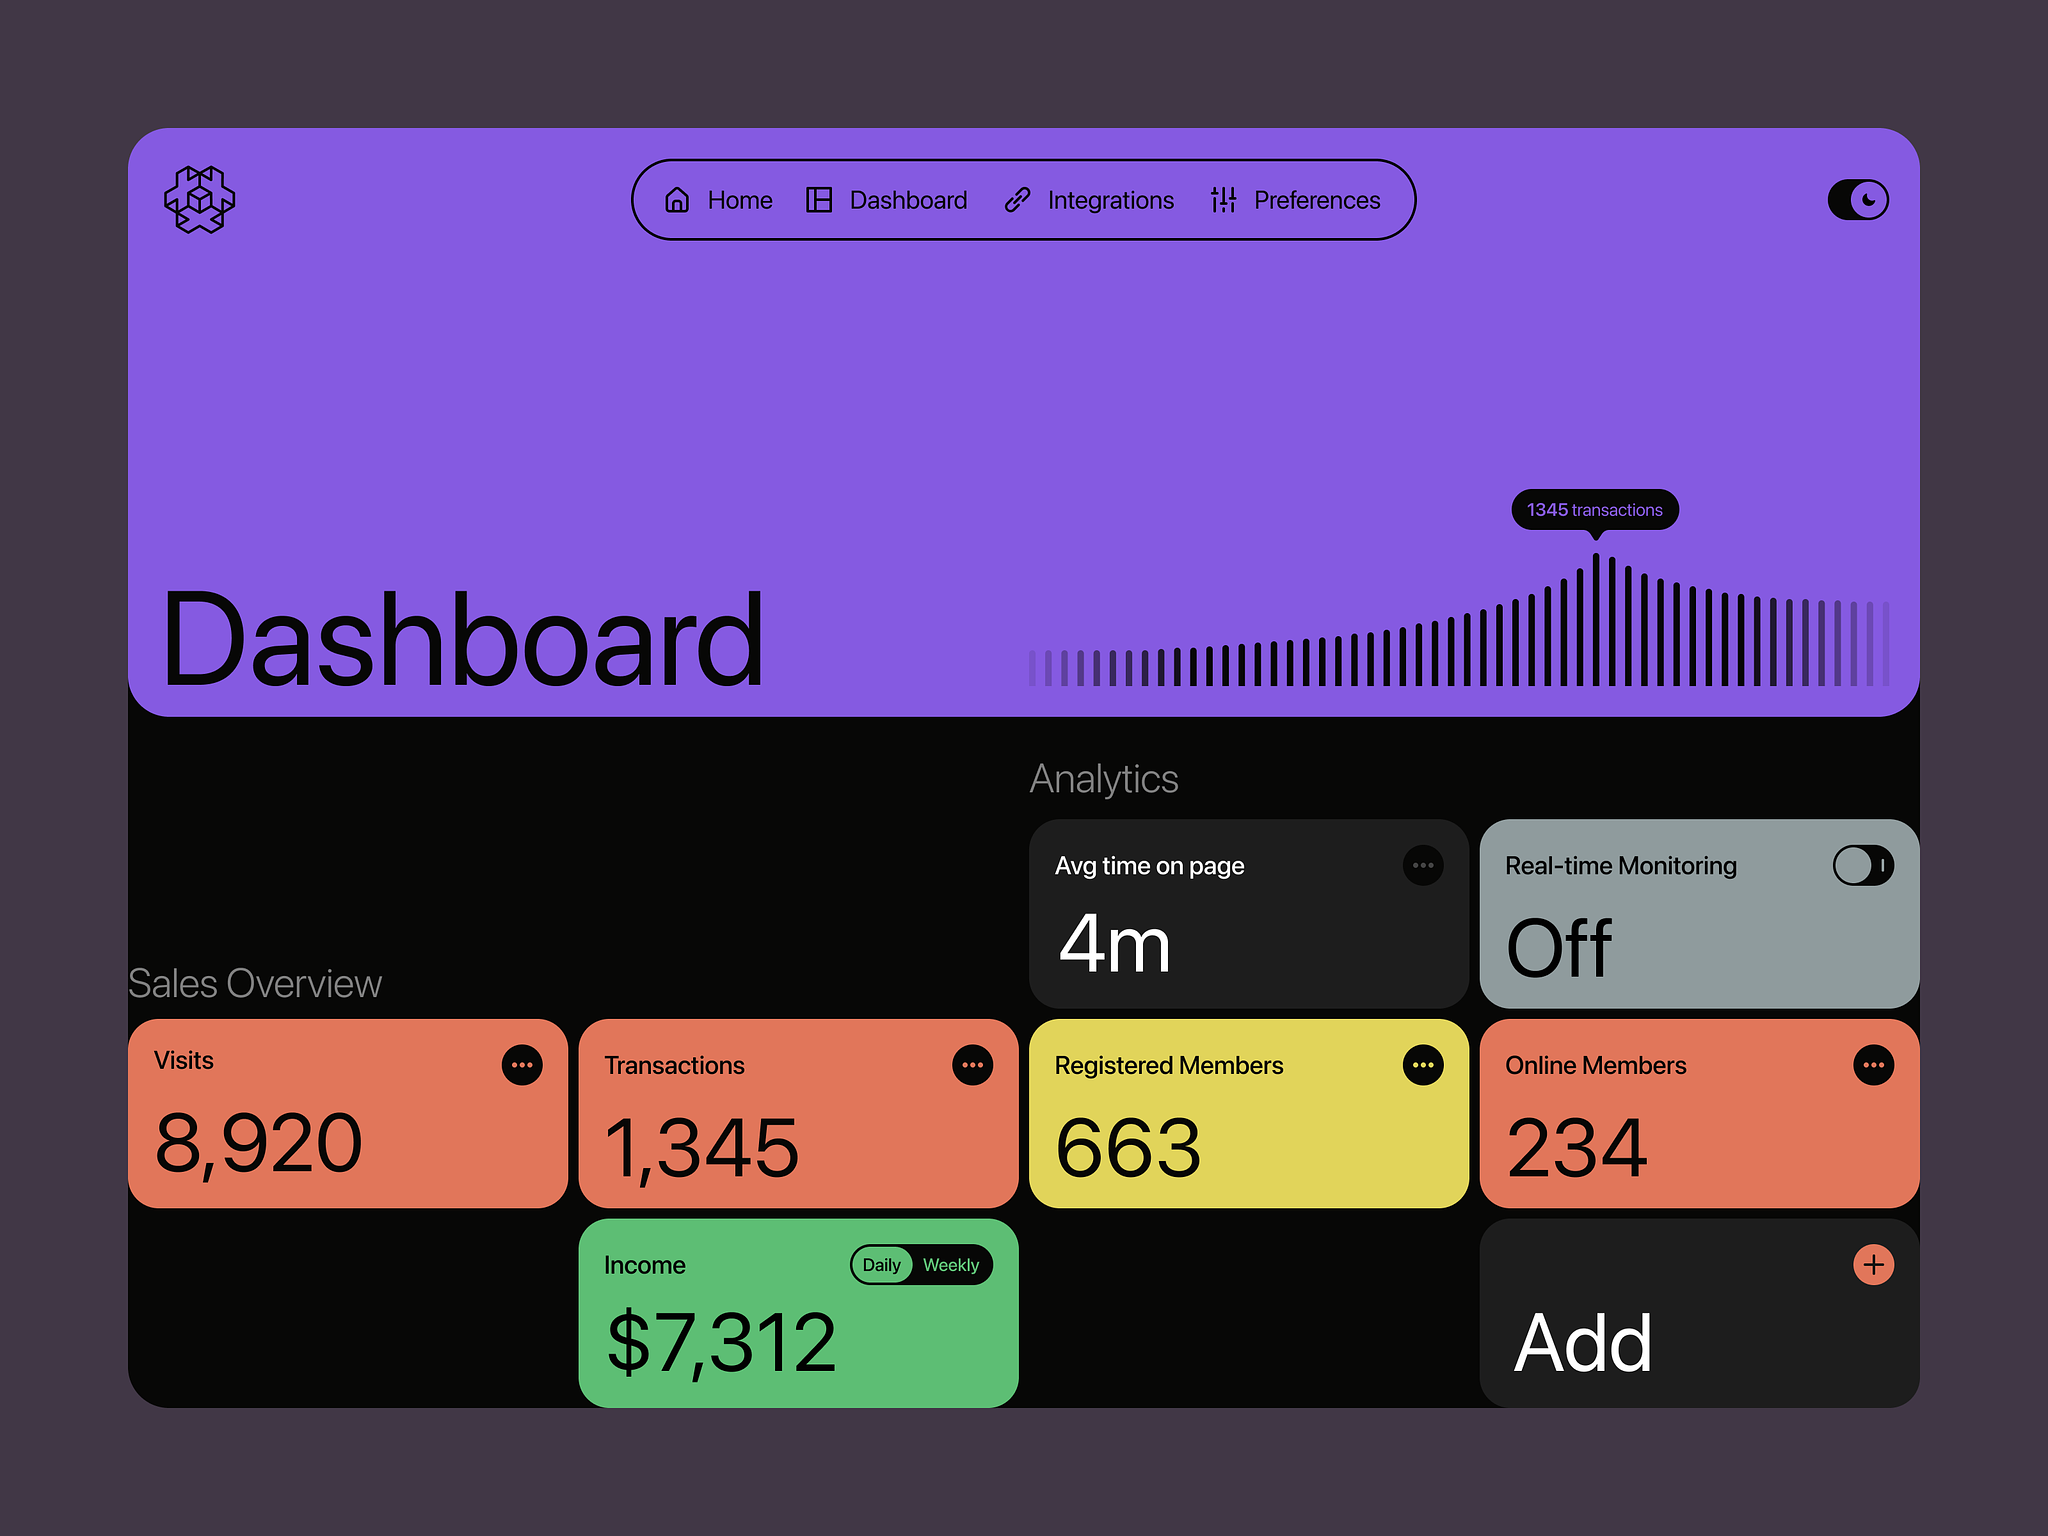 Home
Dashboard
Integrations
Preferences
1345 transactions
Dashboard
Analytics
Avg time on page
4m
Real-time Monitoring
Off
Sales Overview
Visits
8,920
Transactions
1,345
Registered Members
663
Online Members
234
Income
Daily
Weekly
$7,312
Add